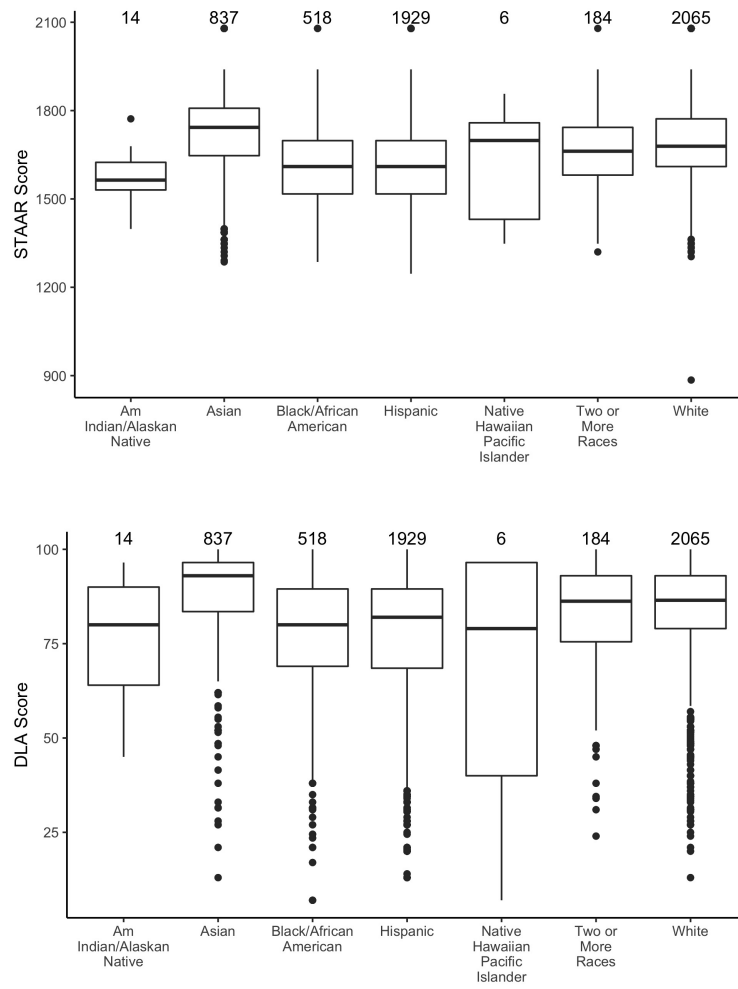 2100
14 837 518 1929 6 184 2065
1800
1500
1200
900
STAAR Score
Am Indian/Alaskan Native
Asian
Black/African American
Hispanic
Native Hawaiian Pacific Islander
Two or More Races
White
14 837 518 1929 6 184 2065
100
75
50
25
DLA Score
Am Indian/Alaskan Native
Asian
Black/African American
Hispanic
Native Hawaiian Pacific Islander
Two or More Races
White